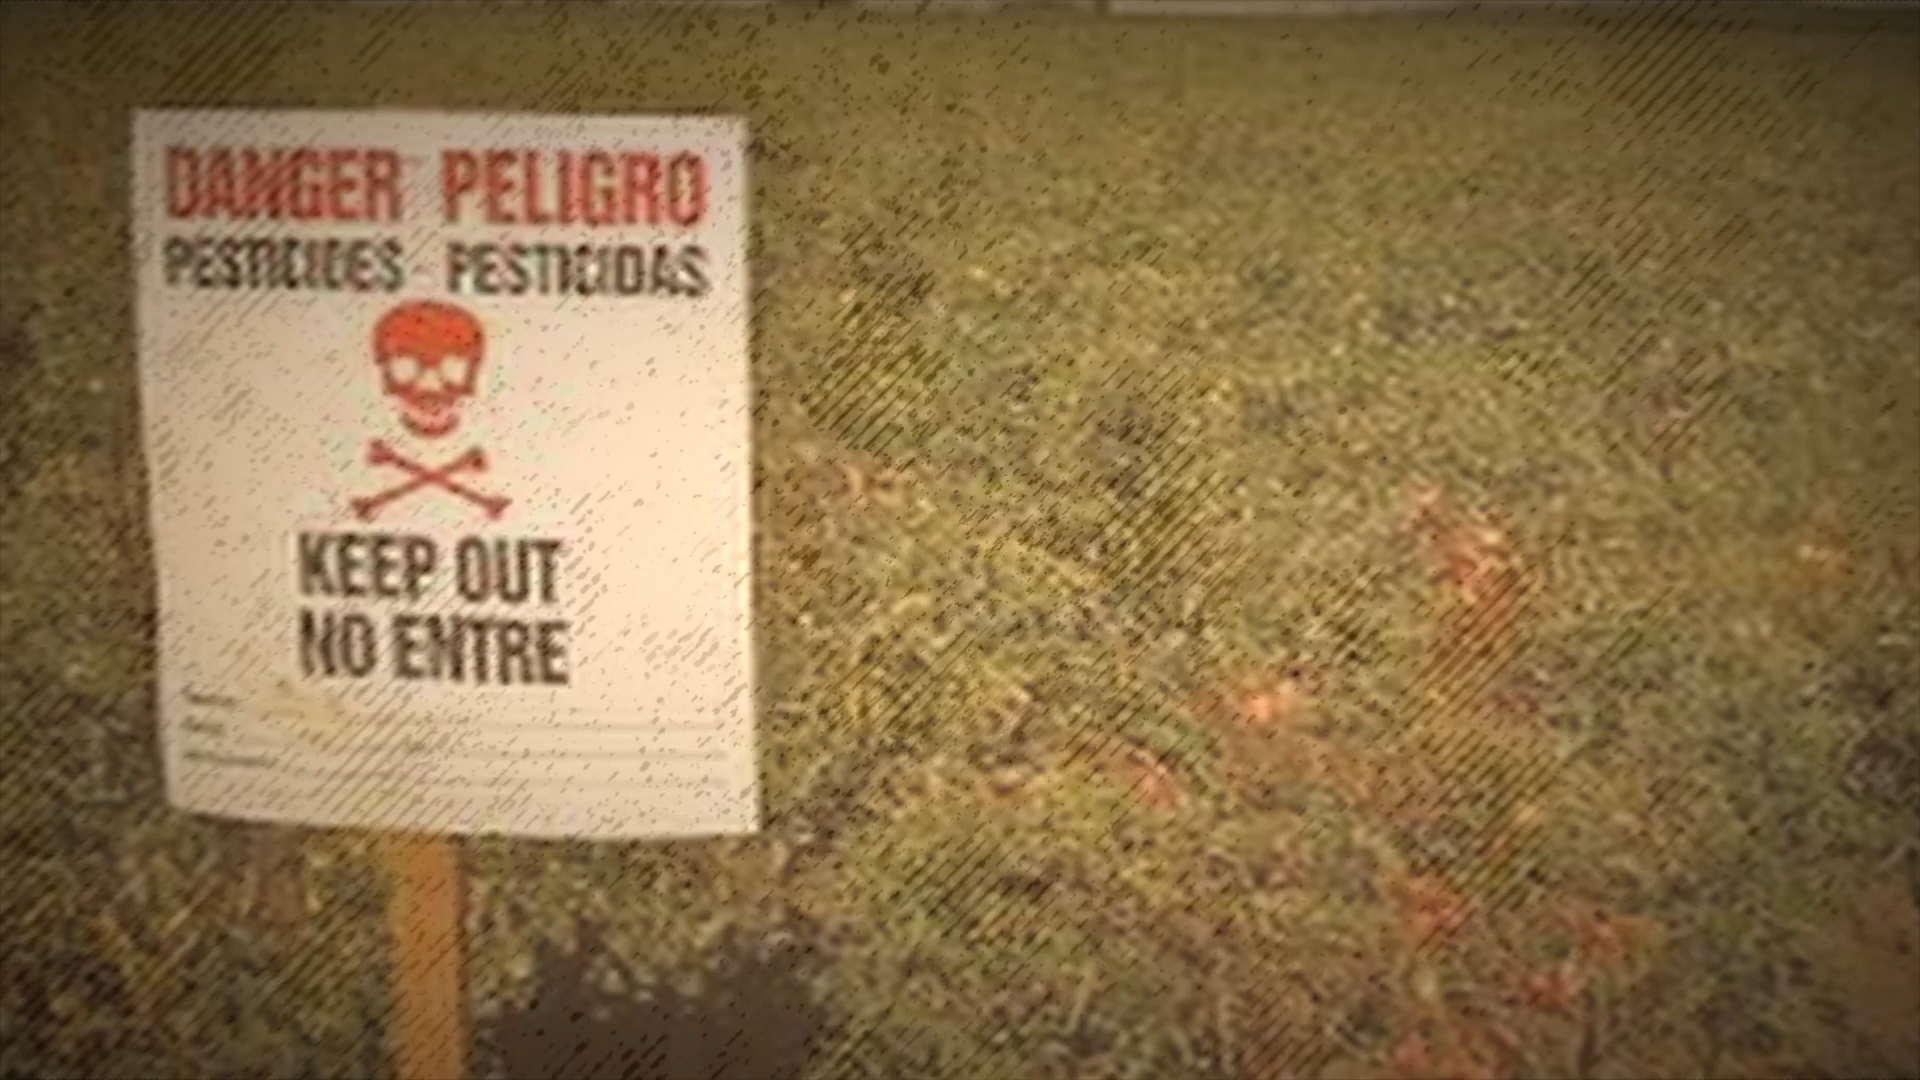 DANGER PELIGRO
PESTICIDES PESTICIDAS
KEEP OUT
NO ENTRE